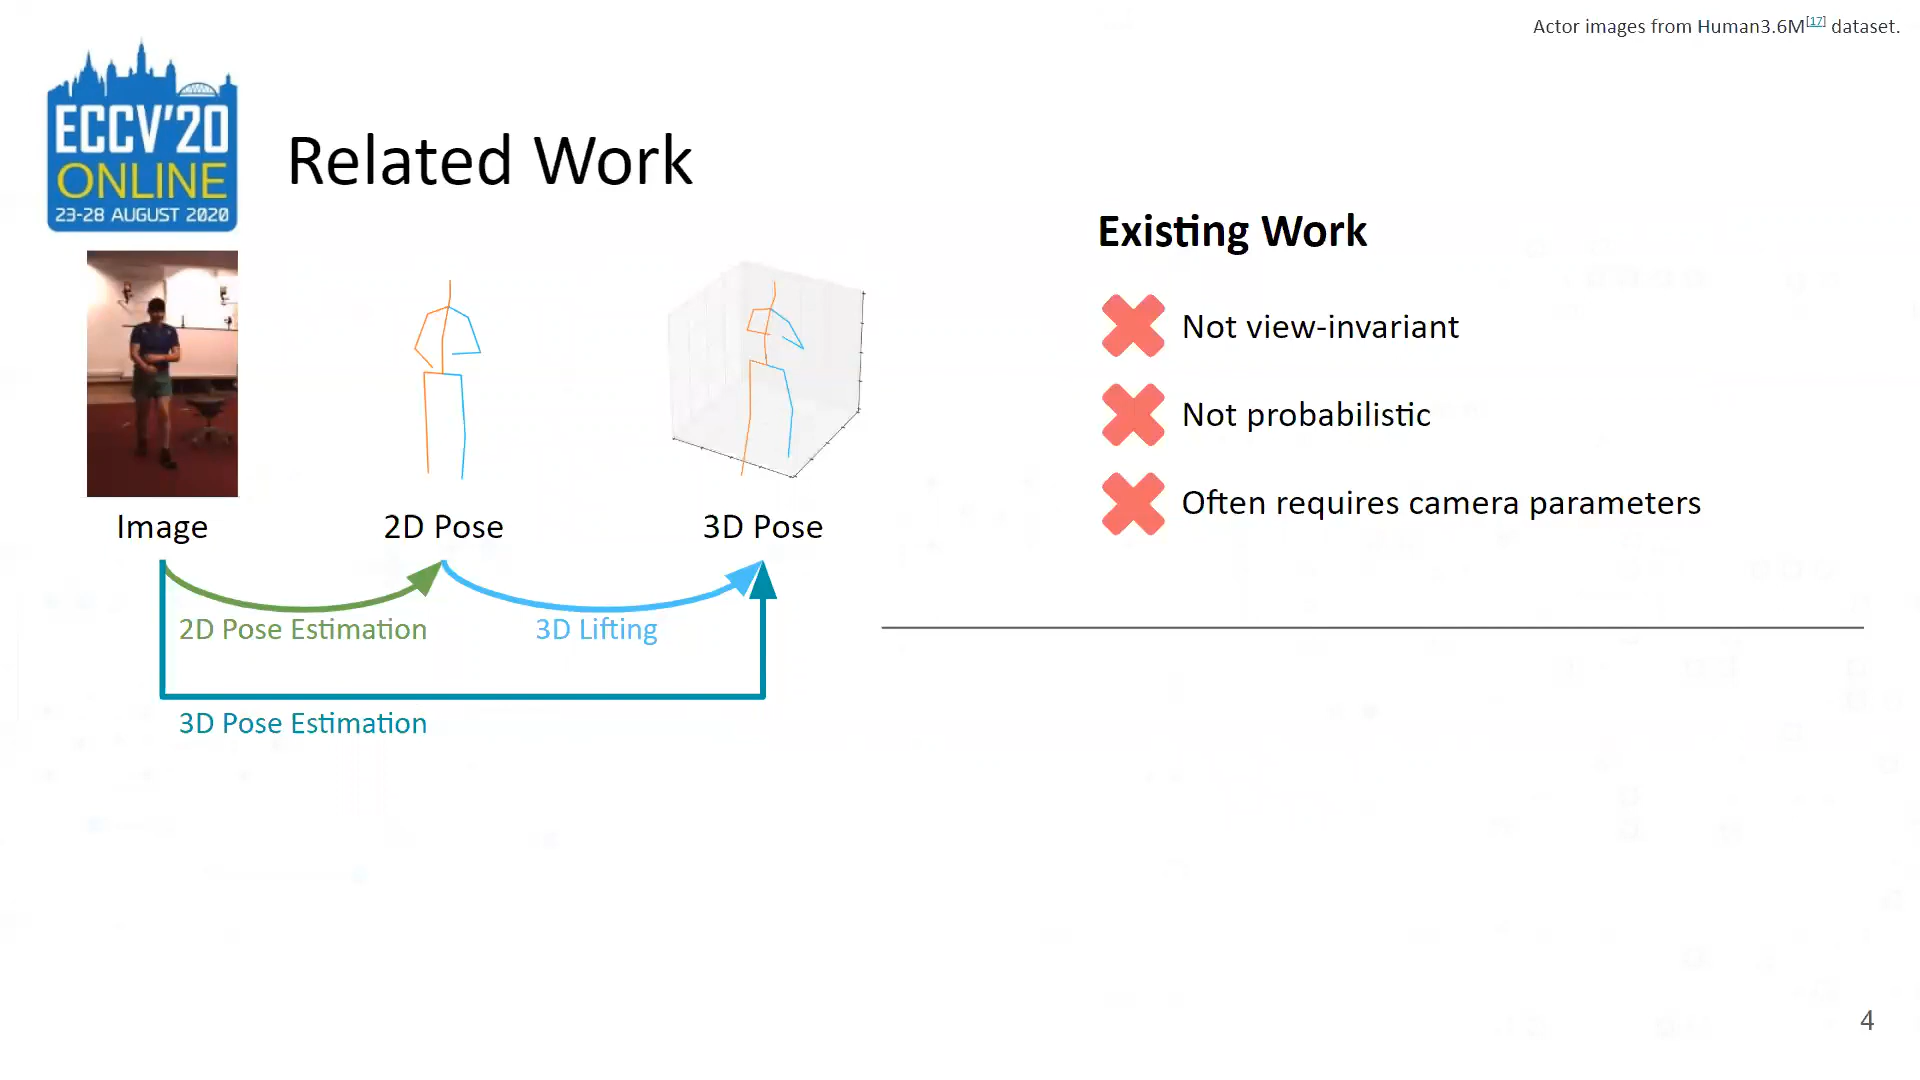 Actor images from Human3.6M[17] dataset.
ECCV'20
ONLINE
23-28 AUGUST 2020
Related Work
Existing Work
Not view-invariant
Not probabilistic
Often requires camera parameters
Image
2D Pose
3D Pose
2D Pose Estimation
3D Lifting
3D Pose Estimation
4